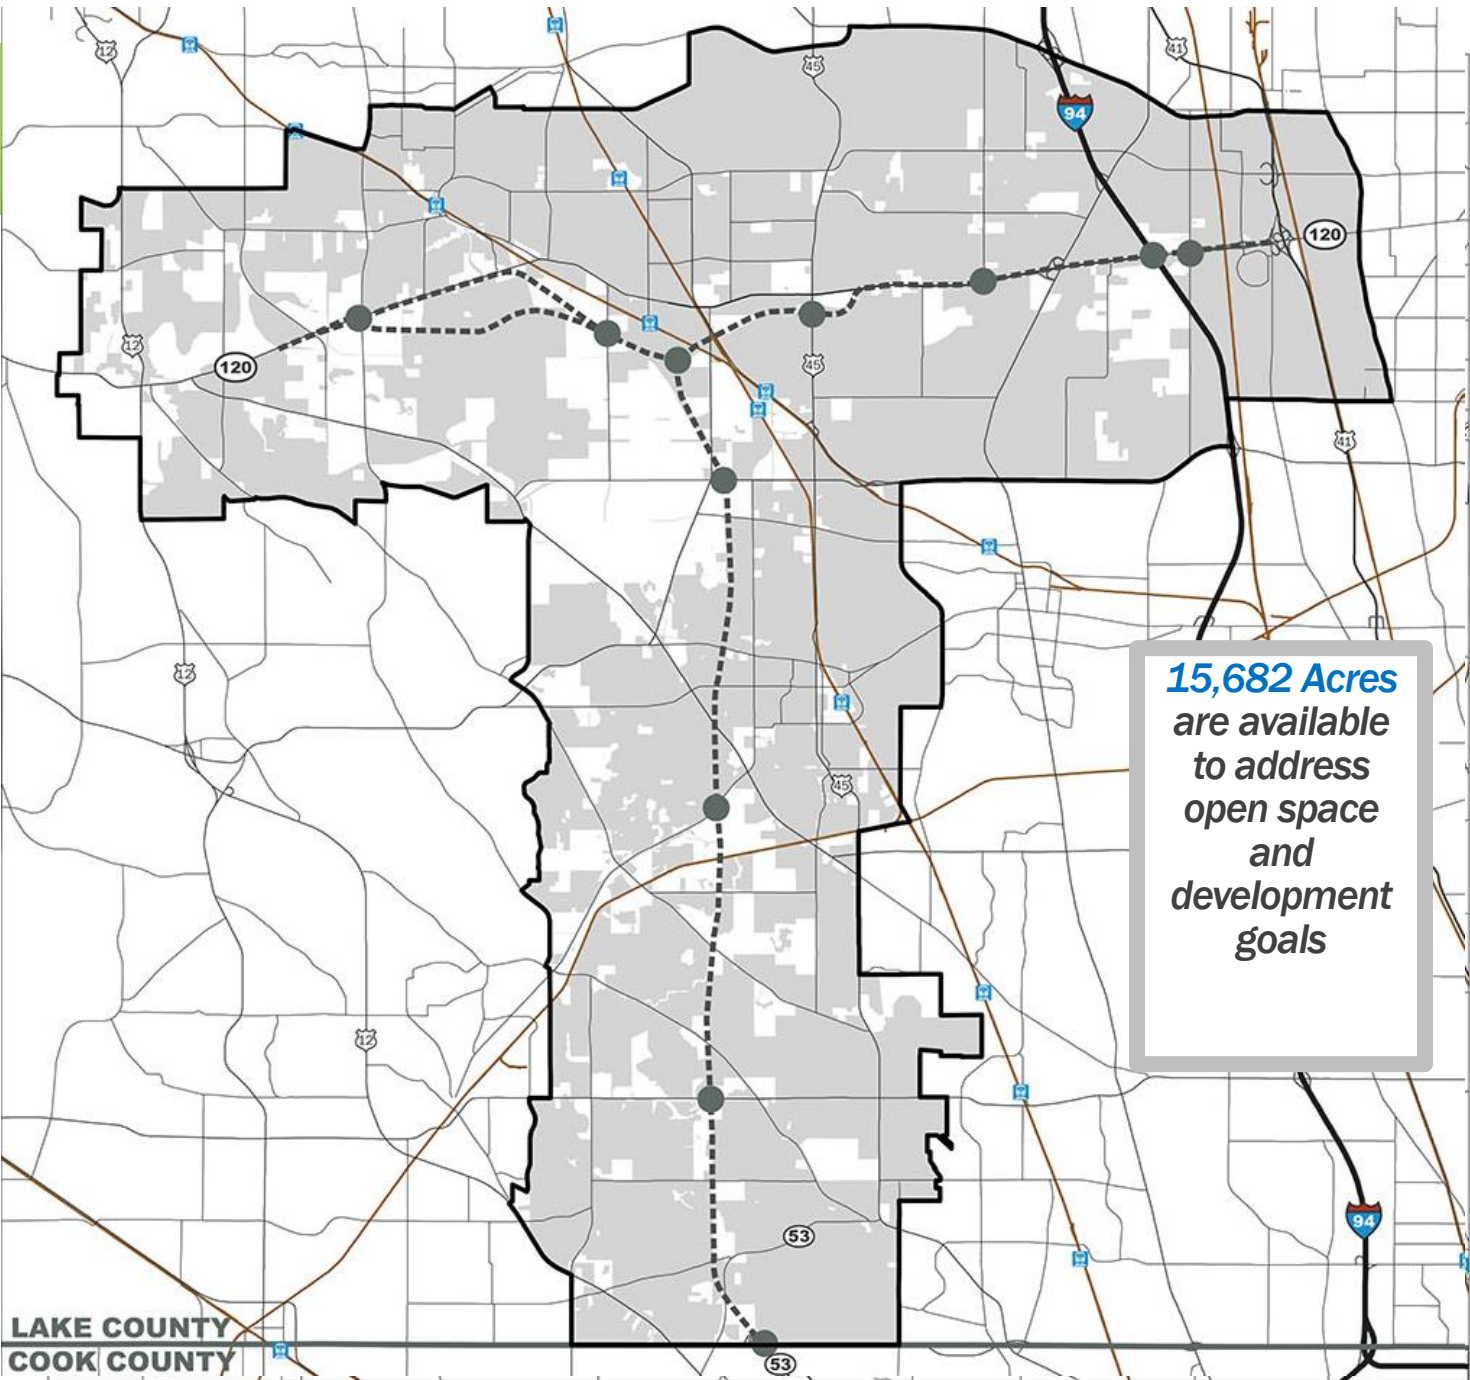 12
45
41
94
120
12
120
45
41
12
45
15,682 Acres
are available
to address
open space
and
development
goals
12
94
53
LAKE COUNTY
COOK COUNTY
53